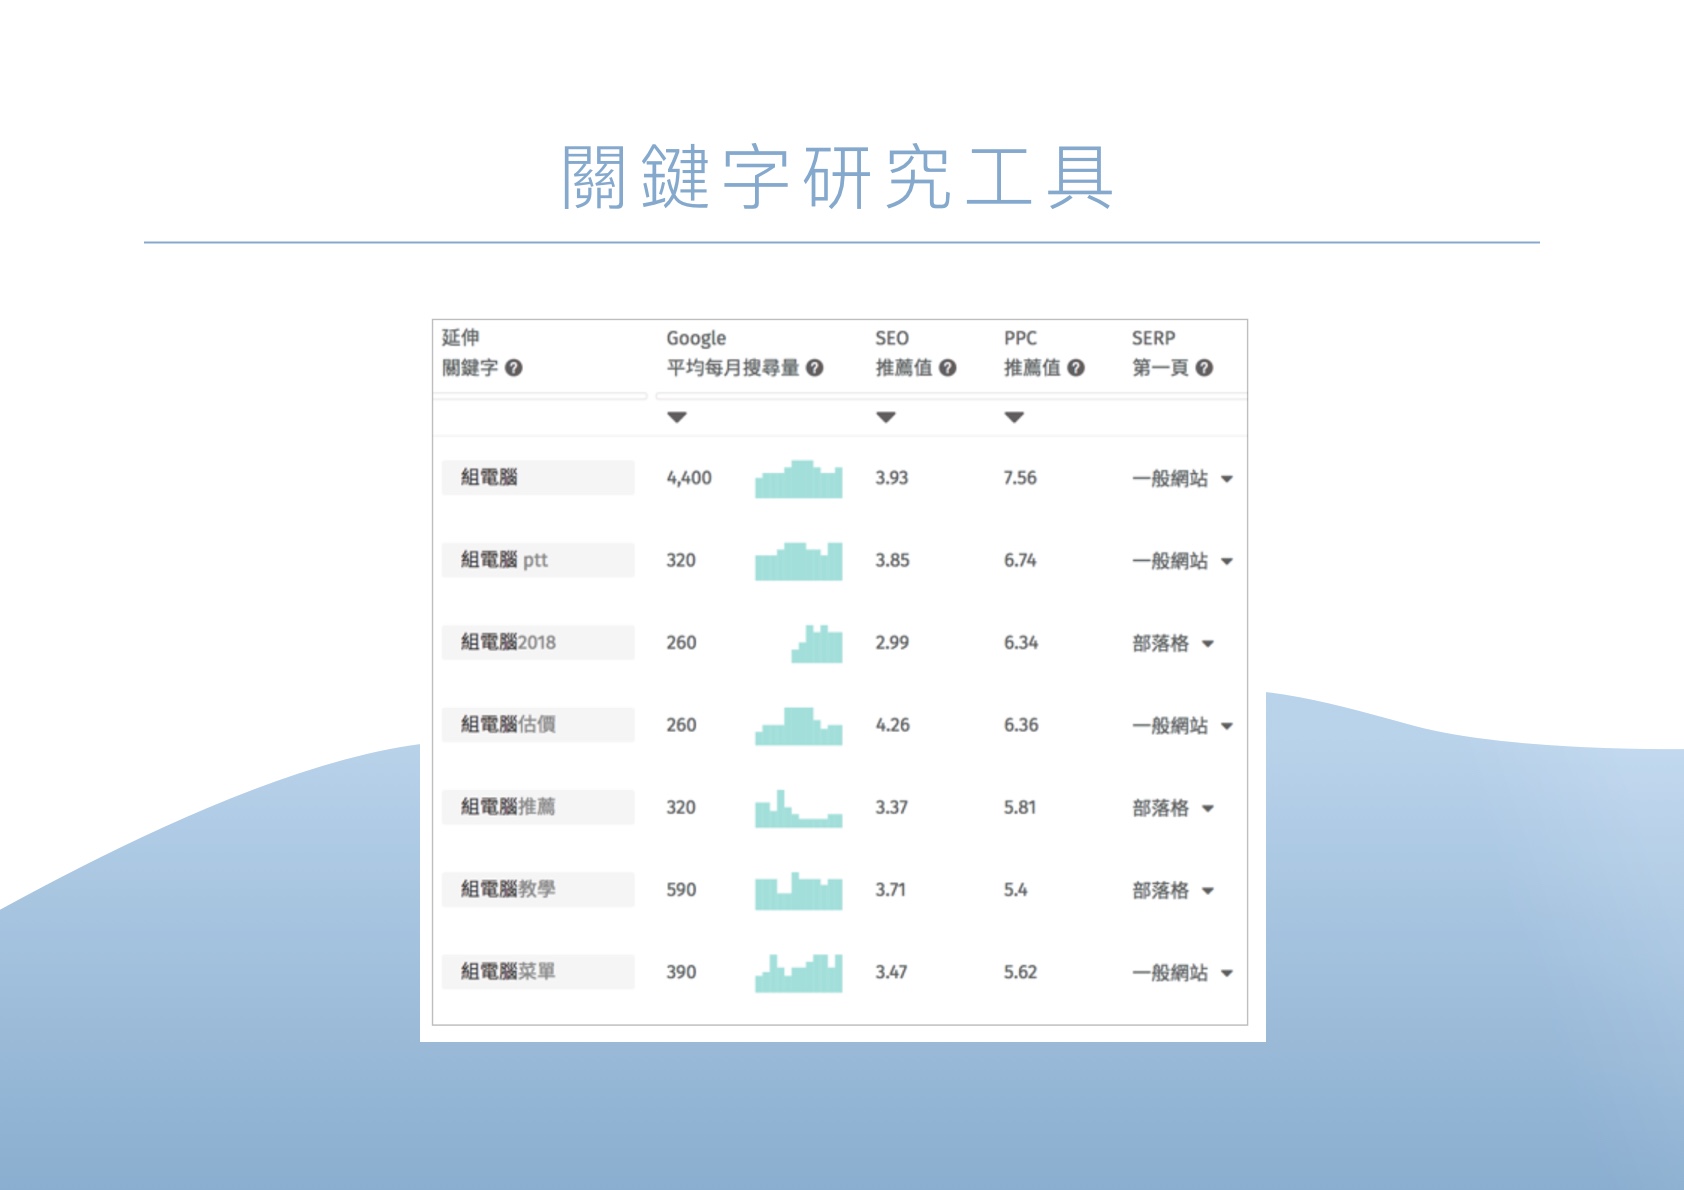 關鍵字研究工具
延伸 Google SEO PPC SERP
關鍵字 平均每月搜尋量 推薦值 推薦值 第一頁
組電腦 4,400 3.93 7.56 一般網站
組電腦 ptt 320 3.85 6.74 一般網站
組電腦2018 260 2.99 6.34 部落格
組電腦估價 260 4.26 6.36 一般網站
組電腦推薦 320 3.37 5.81 部落格
組電腦教學 590 3.71 5.4 部落格
組電腦菜單 390 3.47 5.62 一般網站